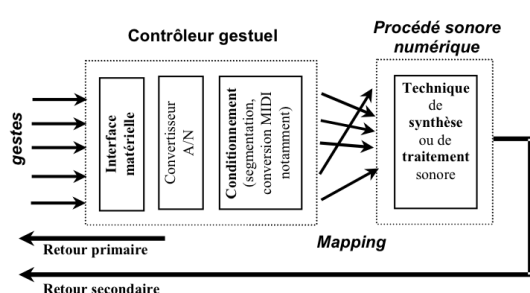 Contrôleur gestuel
Procédé sonore
numérique
gestes
Interface
matérielle
Convertisseur
A/N
Conditionnement
(segmentation,
conversion MIDI
notamment)
Technique
de
synthèse
ou de
traitement
sonore
Mapping
Retour primaire
Retour secondaire